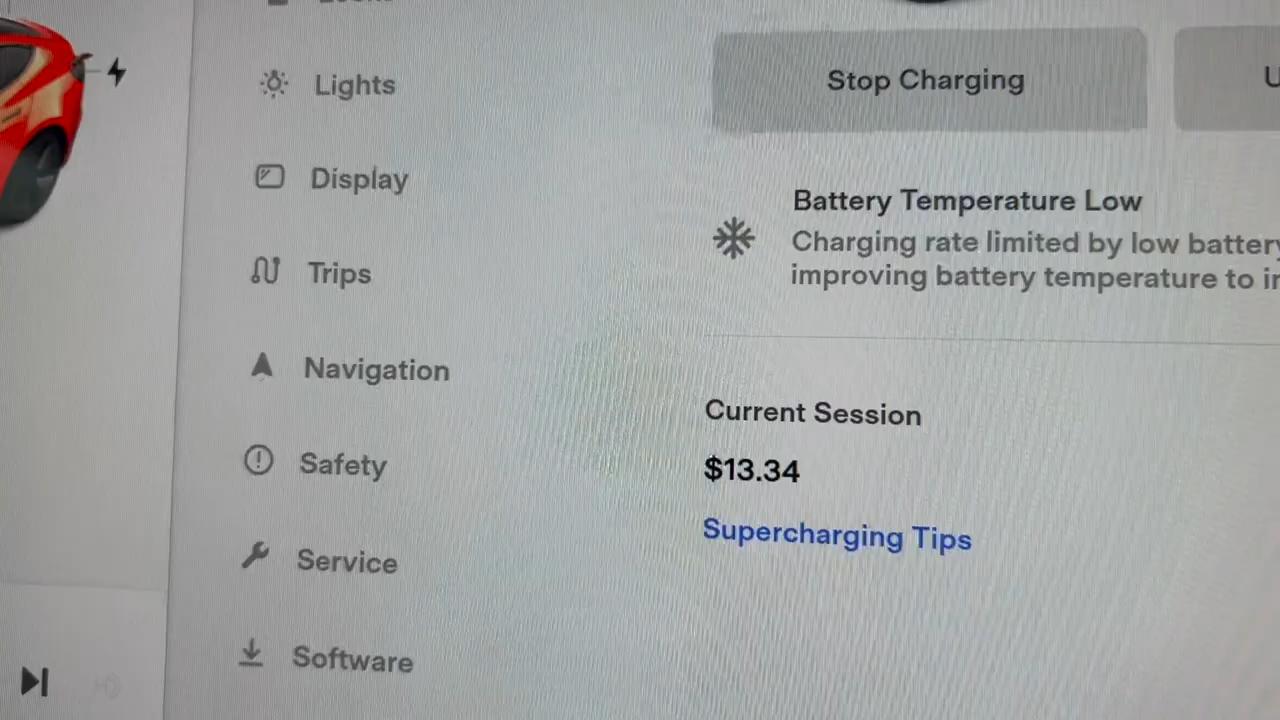 Lights
Display
Trips
Navigation
Safety
Service
Software
Stop Charging
Battery Temperature Low
Charging rate limited by low battery
improving battery temperature to
Current Session
$13.34
Supercharging Tips